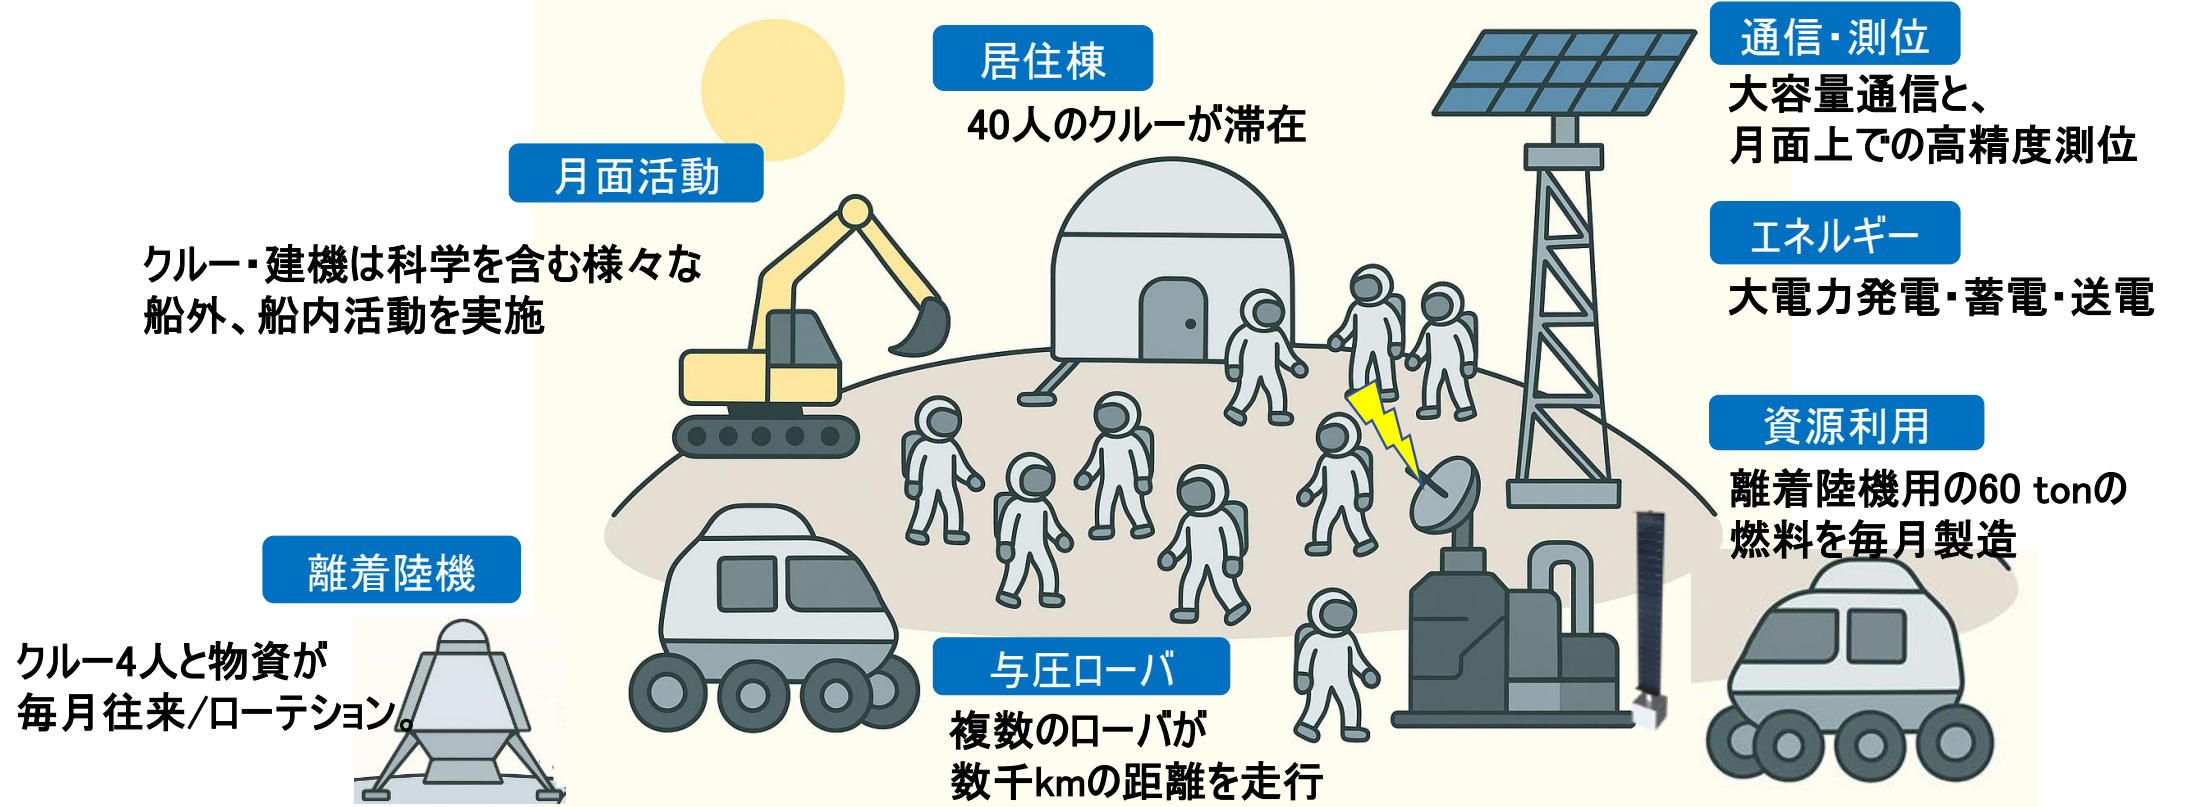 居住棟
40人のクルーが滞在
通信・測位
大容量通信と、
月面上での高精度測位
月面活動
クルー・建機は科学を含む様々な
船外、船内活動を実施
エネルギー
大電力発電・蓄電・送電
資源利用
離着陸機用の60 tonの
燃料を毎月製造
離着陸機
クルー4人と物資が
毎月往来/ローテション。
与圧ローバ
複数のローバが
数千kmの距離を走行